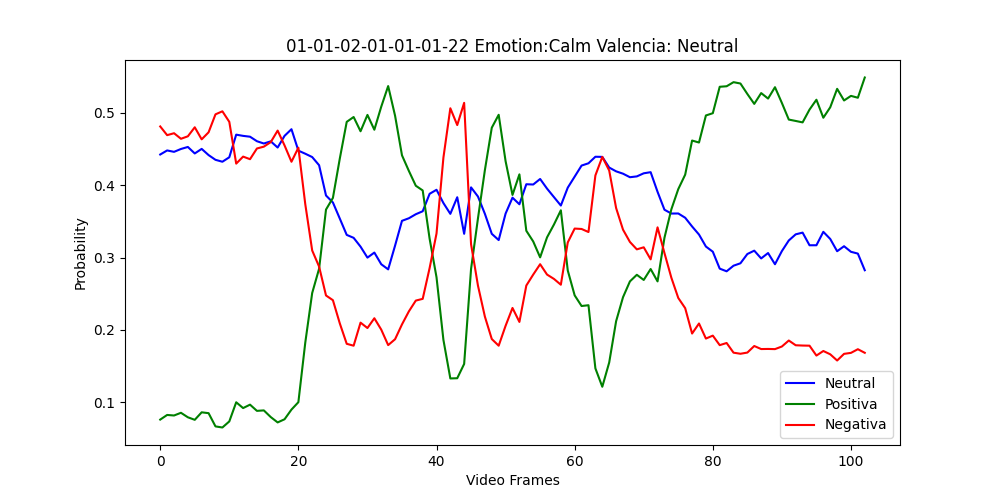 01-01-02-01-01-01-22 Emotion:Calm Valencia: Neutral
Probability
0.5
0.4
0.3
0.2
0.1
0 20 40 60 80 100
Video Frames
Neutral
Positiva
Negativa